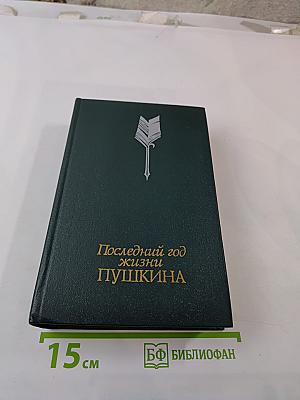 Последний год
жизни
ПУШКИНА
15 см
БФ БИБЛИОФАН